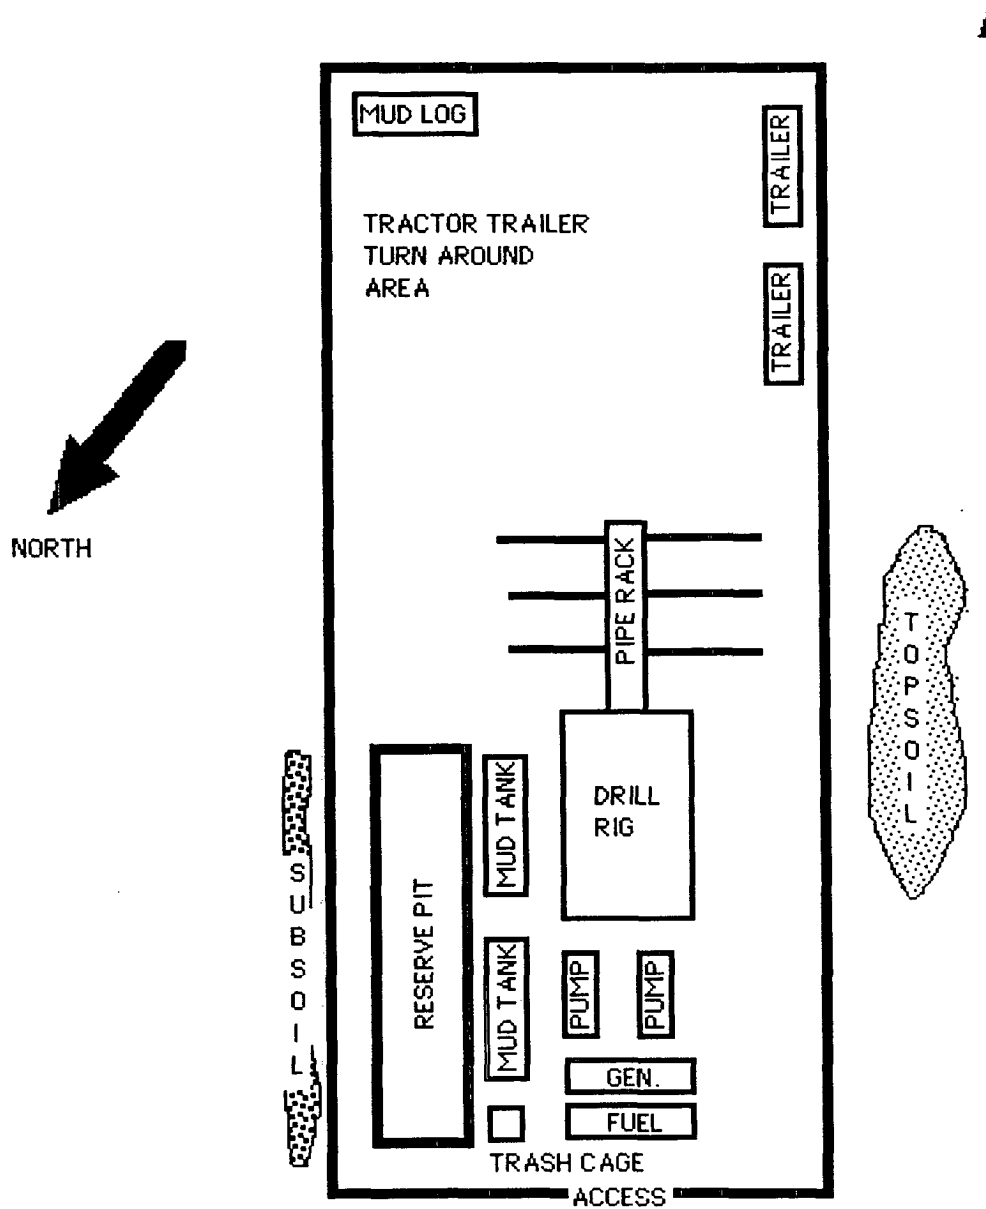 MUD LOG
TRAILER
TRACTOR TRAILER
TURN AROUND
AREA
TRAILER
NORTH
PIPE RACK
TOPSOIL
DRILL
RIG
MUD TANK
SUBSOIL
RESERVE PIT
MUD TANK
PUMP
PUMP
GEN.
FUEL
TRASH CAGE
ACCESS